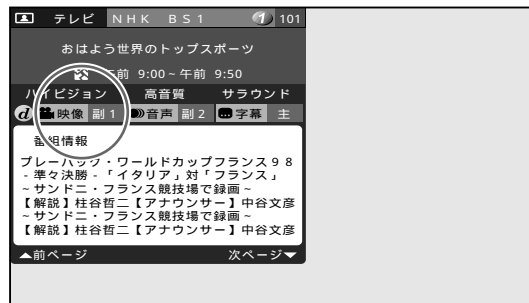 テレビ NHK BS1 1 101
おはよう世界のトップスポーツ
前 9:00～午前 9:50
ハイビジョン 高音質 サラウンド
d 映像 副1 音声 副2 字幕 主
番組情報
プレーバック・ワールドカップフランス98
- 準々決勝 - 「イタリア」対「フランス」
～サンドニ・フランス競技場で録画～
【解説】柱谷哲二【アナウンサー】中谷文彦
～サンドニ・フランス競技場で録画～
【解説】柱谷哲二【アナウンサー】中谷文彦
▲前ページ 次ページ▼